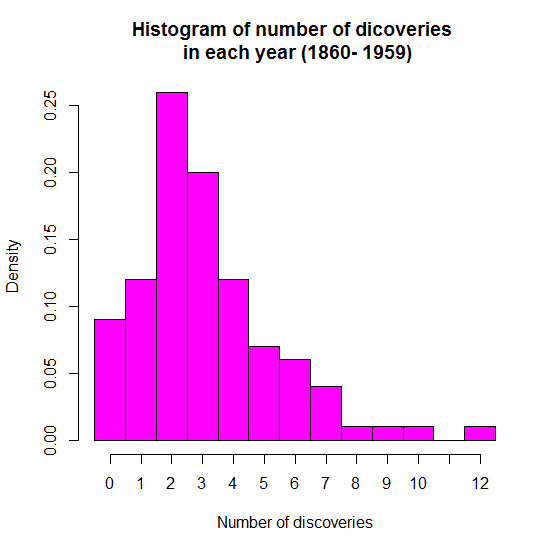 Histogram of number of dicoveries
in each year (1860- 1959)
Density
0.25
0.20
0.15
0.10
0.05
0.00
0 1 2 3 4 5 6 7 8 9 10 12
Number of discoveries